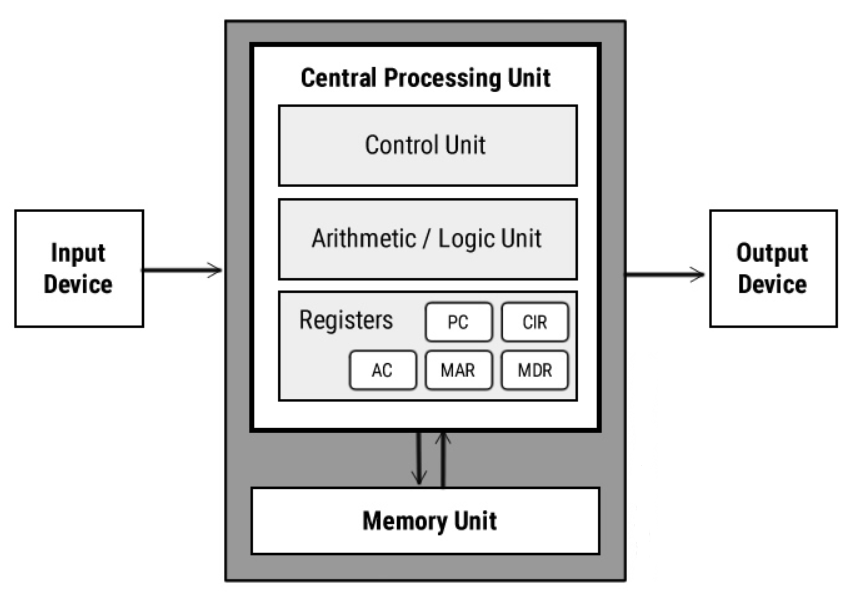 Central Processing Unit
Control Unit
Arithmetic / Logic Unit
Registers PC CIR
AC MAR MDR
Input
Device
Output
Device
Memory Unit